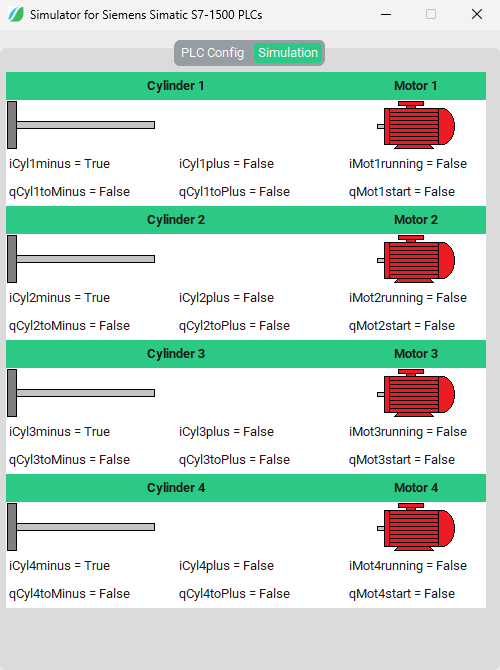 Simulator for Siemens Simatic S7-1500 PLCs
PLC Config Simulation
Cylinder 1 Motor 1
iCyl1minus = True iCyl1plus = False iMot1running = False
qCyl1toMinus = False qCyl1toPlus = False qMot1start = False
Cylinder 2 Motor 2
iCyl2minus = True iCyl2plus = False iMot2running = False
qCyl2toMinus = False qCyl2toPlus = False qMot2start = False
Cylinder 3 Motor 3
iCyl3minus = True iCyl3plus = False iMot3running = False
qCyl3toMinus = False qCyl3toPlus = False qMot3start = False
Cylinder 4 Motor 4
iCyl4minus = True iCyl4plus = False iMot4running = False
qCyl4toMinus = False qCyl4toPlus = False qMot4start = False